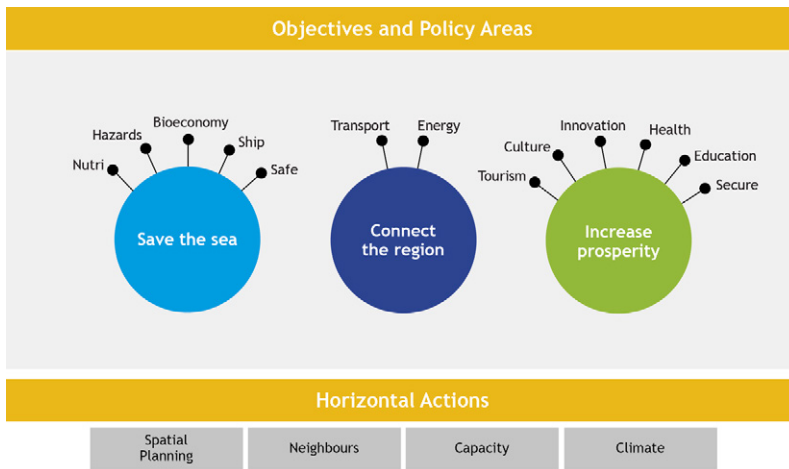 Objectives and Policy Areas
Nutri
Hazards
Bioeconomy
Ship
Safe
Save the sea
Transport
Energy
Connect
the region
Tourism
Culture
Innovation
Health
Education
Secure
Increase
prosperity
Horizontal Actions
Spatial
Planning
Neighbours
Capacity
Climate